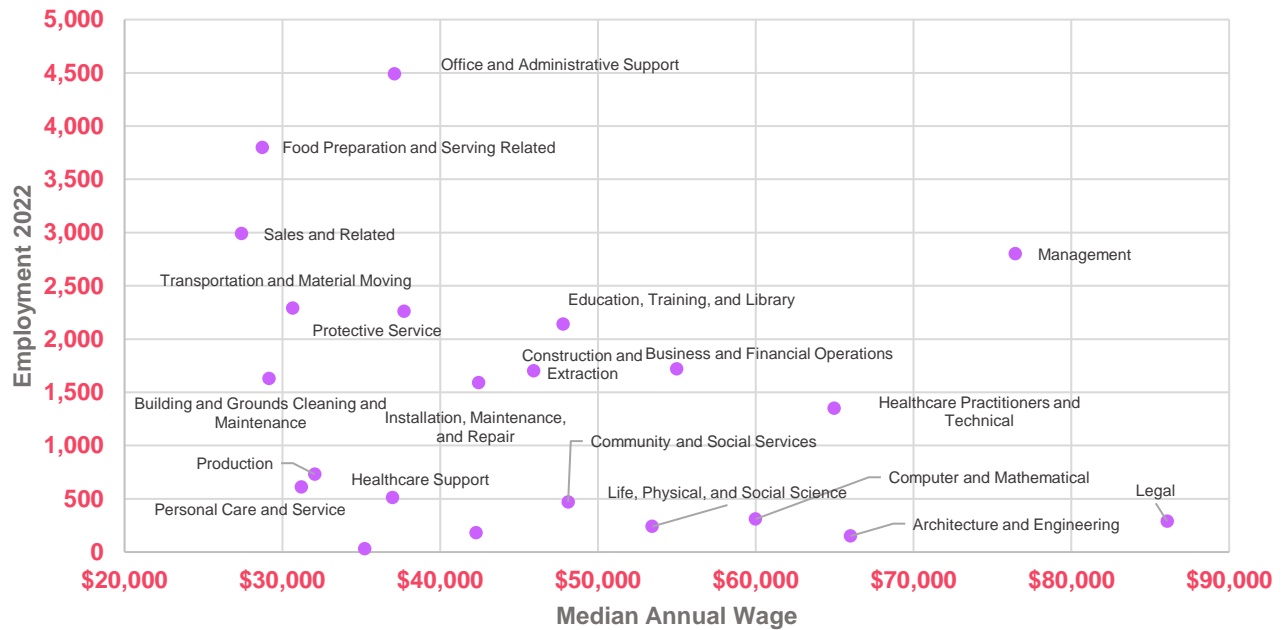 5,000
4,500
4,000
3,500
3,000
2,500
2,000
1,500
1,000
500
0
Employment 2022
Office and Administrative Support
Food Preparation and Serving Related
Sales and Related
Management
Transportation and Material Moving
Education, Training, and Library
Protective Service
Construction and
Extraction
Business and Financial Operations
Building and Grounds Cleaning and
Maintenance
Installation, Maintenance,
and Repair
Healthcare Practitioners and
Technical
Community and Social Services
Production
Healthcare Support
Computer and Mathematical
Life, Physical, and Social Science
Legal
Personal Care and Service
Architecture and Engineering
$20,000 $30,000 $40,000 $50,000 $60,000 $70,000 $80,000 $90,000
Median Annual Wage